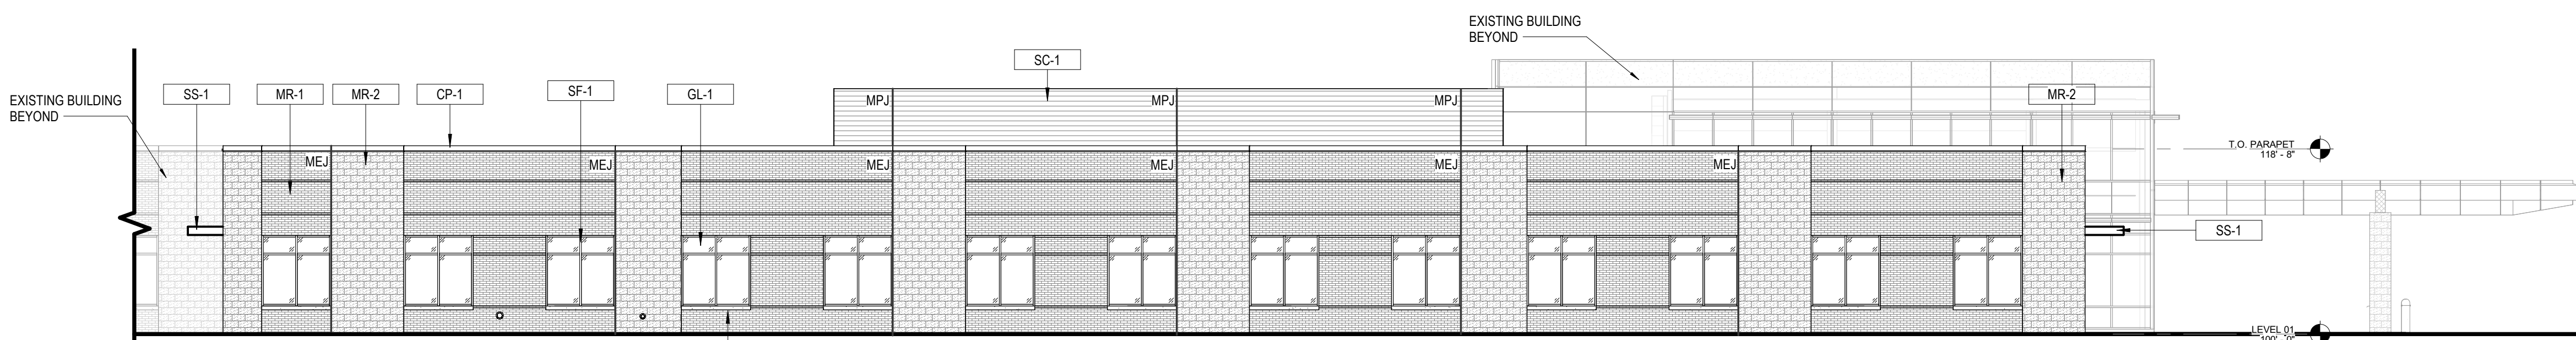 EXISTING BUILDING
BEYOND
EXISTING BUILDING
BEYOND
SS-1
MR-1
MR-2
CP-1
SF-1
GL-1
SC-1
MR-2
MPJ
MPJ
MPJ
MEJ
MEJ
MEJ
MEJ
MEJ
MEJ
T.O. PARAPET
118' - 8"
SS-1
LEVEL 01
100' - 0"